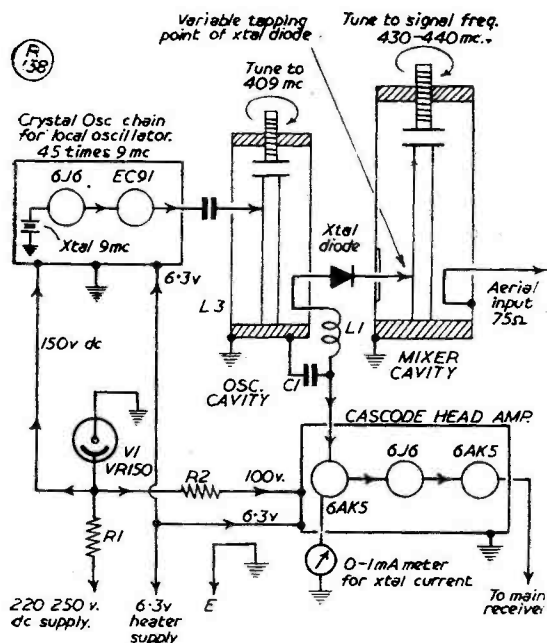 R
138
Variable tapping
point of xtal diode
Tune to signal freq.
430-440 mc.
Tune to
409 mc
Crystal Osc chain
for local oscillator.
45 times 9 mc
6J6
EC91
Xtal 9mc
Xtal
diode
6·3v
L3
L1
Aerial
input
75Ω
150v dc
C1
OSC.
CAVITY
MIXER
CAVITY
CASCODE HEAD AMP.
V1
VR150
R2
100v.
6J6
6AK5
6AK5
6·3v
R1
0-1mA meter
for xtal current
220 250 v.
dc supply.
6·3v
heater
supply
E
To main
receiver